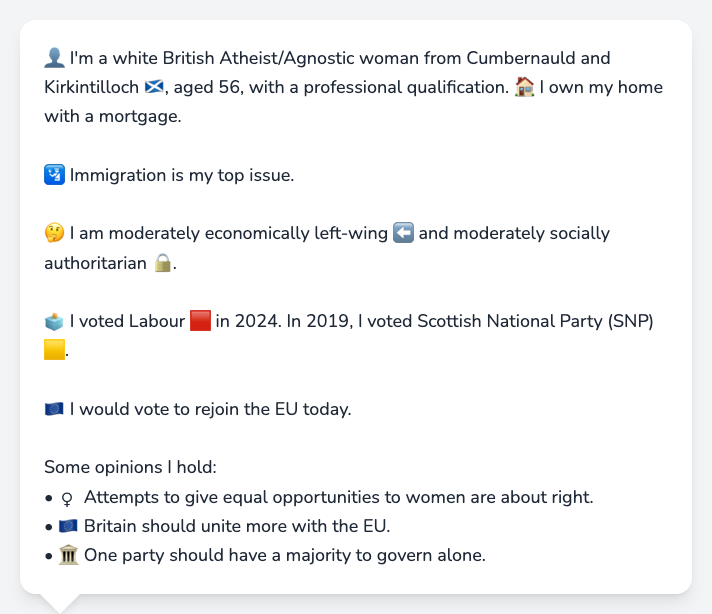 👤 I'm a white British Atheist/Agnostic woman from Cumbernauld and
Kirkintilloch 🏴󠁧󠁢󠁳󠁣󠁴󠁿, aged 56, with a professional qualification. 🏠 I own my home
with a mortgage.
🛂 Immigration is my top issue.
🤔 I am moderately economically left-wing ⬅️ and moderately socially
authoritarian 🔒.
🗳️ I voted Labour 🟥 in 2024. In 2019, I voted Scottish National Party (SNP)
🟨.
🇪🇺 I would vote to rejoin the EU today.
Some opinions I hold:
• ♀ Attempts to give equal opportunities to women are about right.
• 🇪🇺 Britain should unite more with the EU.
• 🏛️ One party should have a majority to govern alone.